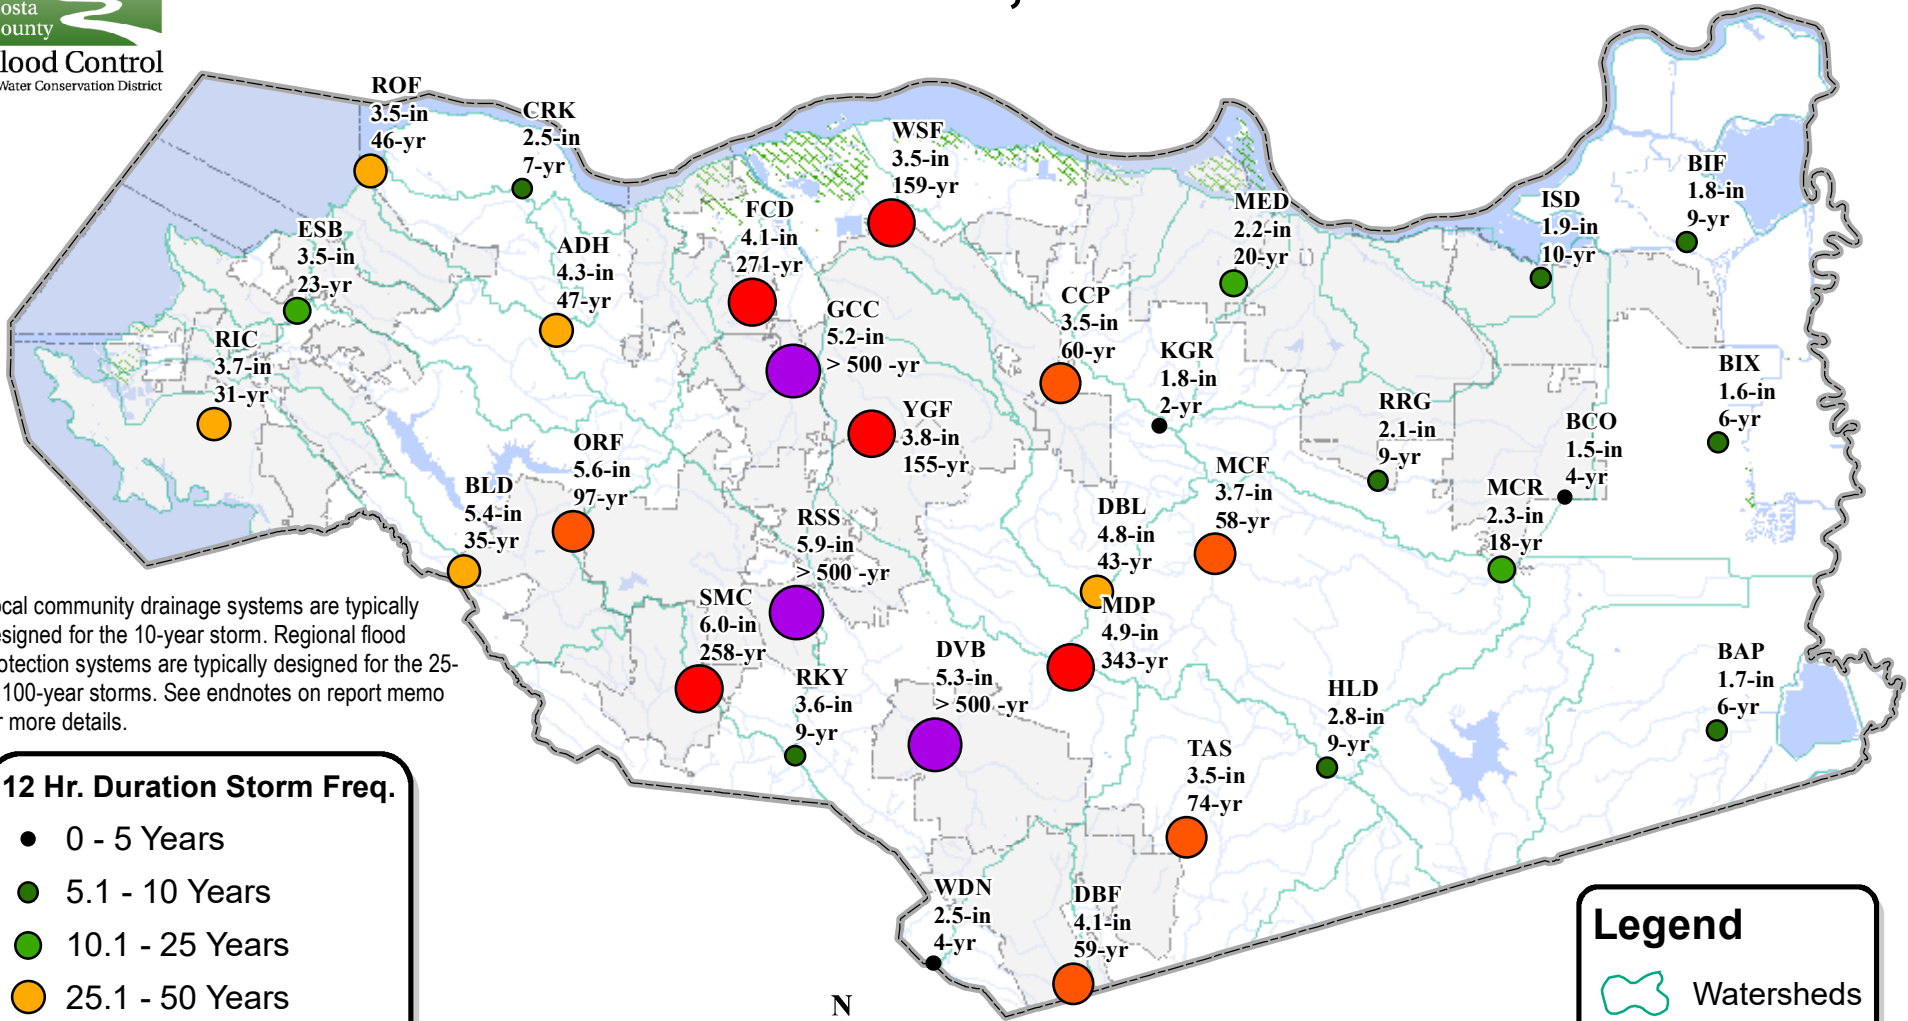 osta
ounty
lood Control
Water Conservation District
ROF
3.5-in
46-yr
CRK
2.5-in
7-yr
WSF
3.5-in
159-yr
BIF
1.8-in
9-yr
MED
2.2-in
20-yr
ISD
1.9-in
10-yr
FCD
4.1-in
271-yr
ESB
3.5-in
23-yr
ADH
4.3-in
47-yr
GCC
5.2-in
> 500 -yr
CCP
3.5-in
60-yr
RIC
3.7-in
31-yr
KGR
1.8-in
2-yr
BIX
1.6-in
6-yr
RRG
2.1-in
9-yr
YGF
3.8-in
155-yr
BCO
1.5-in
4-yr
ORF
5.6-in
97-yr
MCF
3.7-in
58-yr
BLD
5.4-in
35-yr
MCR
2.3-in
18-yr
DBL
4.8-in
43-yr
RSS
5.9-in
> 500 -yr
SMC
6.0-in
258-yr
MDP
4.9-in
343-yr
DVB
5.3-in
> 500 -yr
BAP
1.7-in
6-yr
RKY
3.6-in
9-yr
HLD
2.8-in
9-yr
TAS
3.5-in
74-yr
WDN
2.5-in
4-yr
DBF
4.1-in
59-yr
ocal community drainage systems are typically
esigned for the 10-year storm. Regional flood
otection systems are typically designed for the 25-
100-year storms. See endnotes on report memo
r more details.
12 Hr. Duration Storm Freq.
0 - 5 Years
5.1 - 10 Years
10.1 - 25 Years
25.1 - 50 Years
N
Legend
Watersheds